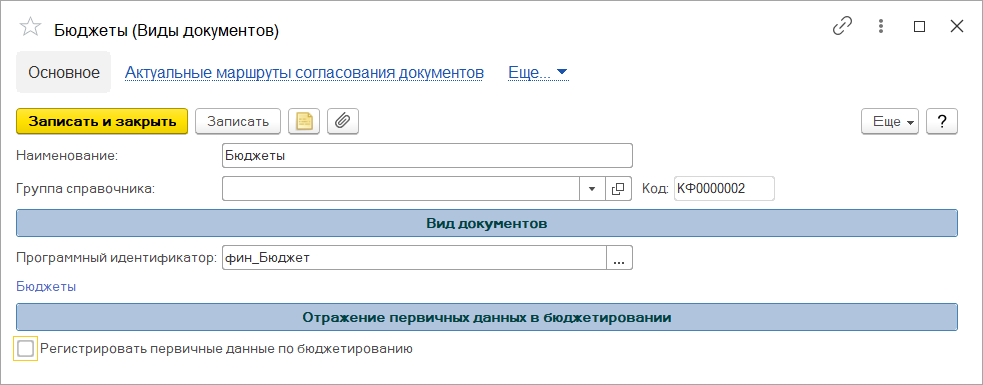 Бюджеты (Виды документов)
Основное Актуальные маршруты согласования документов Еще...
Записать и закрыть Записать Еще ?
Наименование: Бюджеты
Группа справочника: Код: КФ0000002
Вид документов
Программный идентификатор: фин_Бюджет ...
Бюджеты
Отражение первичных данных в бюджетировании
Регистрировать первичные данные по бюджетированию